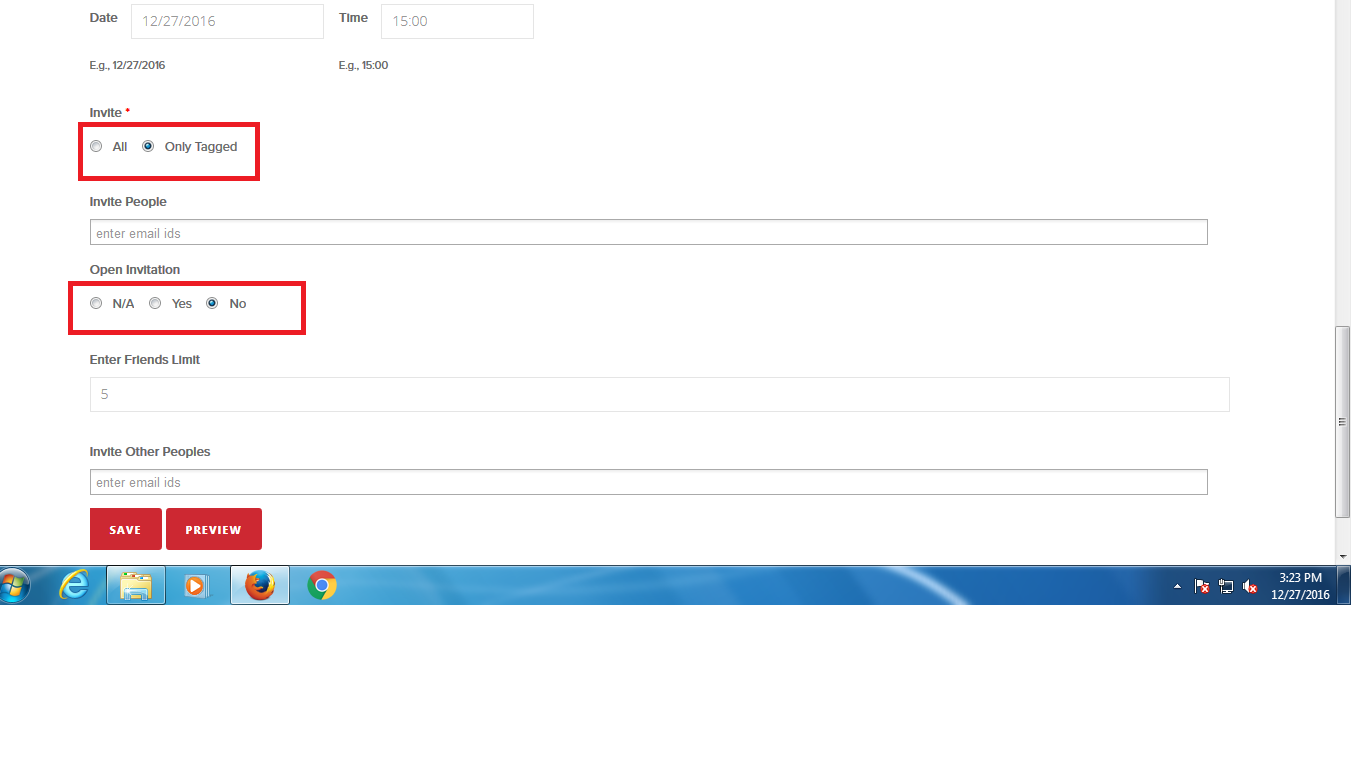 Date 12/27/2016 Time 15:00
E.g., 12/27/2016 E.g., 15:00
Invite *
All Only Tagged
Invite People
enter email ids
Open Invitation
N/A Yes No
Enter Friends Limit
5
Invite Other Peoples
enter email ids
SAVE PREVIEW
3:23 PM
12/27/2016